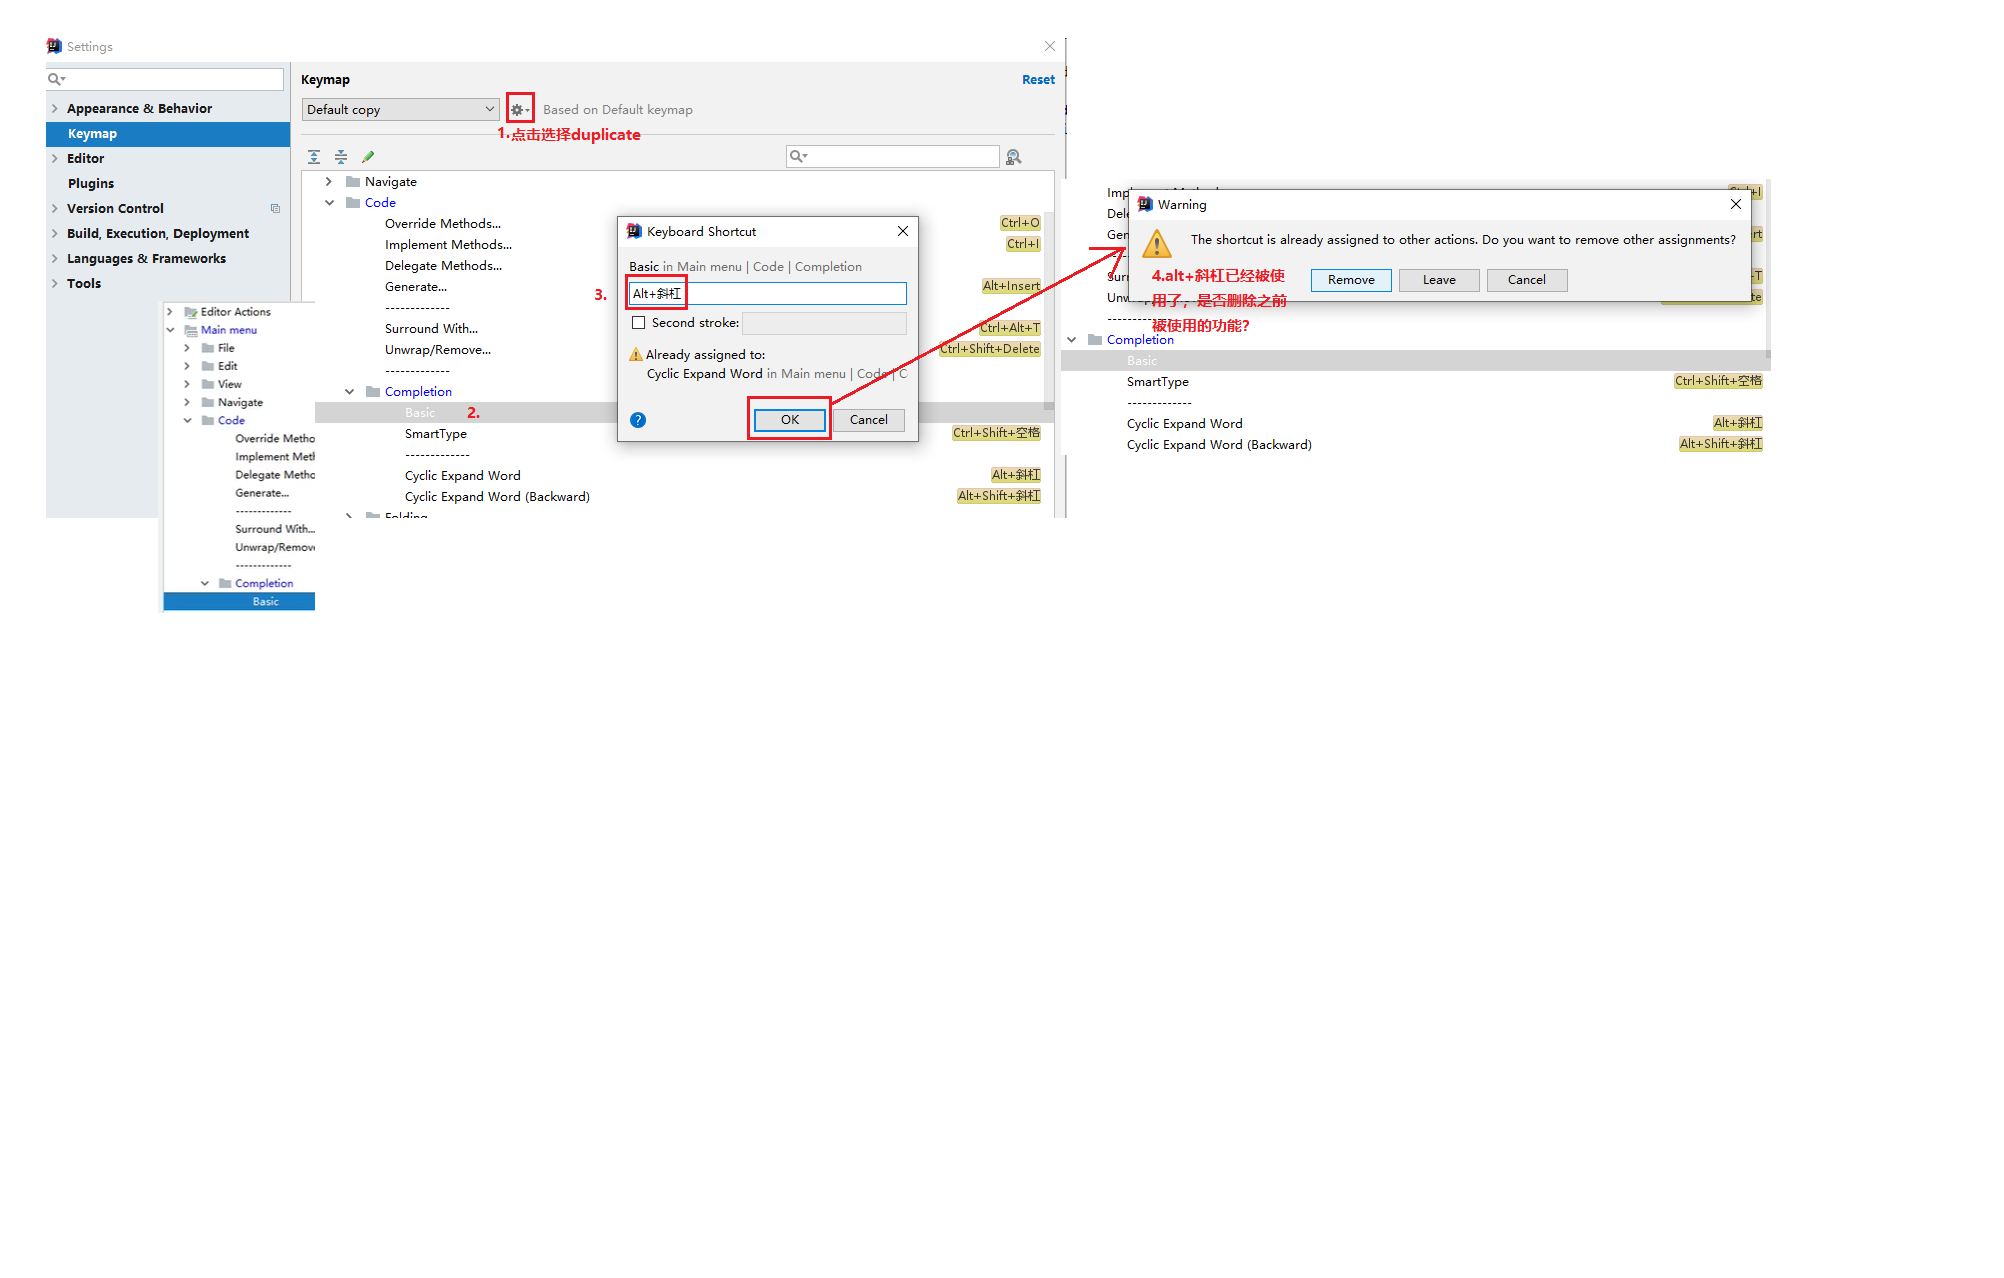 Settings
Keymap
Reset
Appearance & Behavior
Default copy
Based on Default keymap
Keymap
1.点击选择duplicate
Editor
Plugins
Version Control
Build, Execution, Deployment
Languages & Frameworks
Tools
Navigate
Code
Override Methods...
Ctrl+O
Implement Methods...
Ctrl+I
Delegate Methods...
Generate...
Alt+Insert
-------------
Surround With...
Ctrl+Alt+T
Unwrap/Remove...
Ctrl+Shift+Delete
-------------
Completion
Basic
2.
SmartType
Ctrl+Shift+空格
-------------
Cyclic Expand Word
Alt+斜杠
Cyclic Expand Word (Backward)
Alt+Shift+斜杠
Folding
Keyboard Shortcut
Basic in Main menu | Code | Completion
3.
Alt+斜杠
Second stroke:
Already assigned to:
Cyclic Expand Word in Main menu | Code | C
?
OK
Cancel
Editor Actions
Main menu
File
Edit
View
Navigate
Code
Override Metho
Implement Met
Delegate Metho
Generate...
-------------
Surround With...
Unwrap/Remov
-------------
Completion
Basic
Warning
The shortcut is already assigned to other actions. Do you want to remove other assignments?
Remove
Leave
Cancel
4.alt+斜杠已经被使
用了，是否删除之前
被使用的功能?
Completion
Basic
SmartType
Ctrl+Shift+空格
-------------
Cyclic Expand Word
Alt+斜杠
Cyclic Expand Word (Backward)
Alt+Shift+斜杠